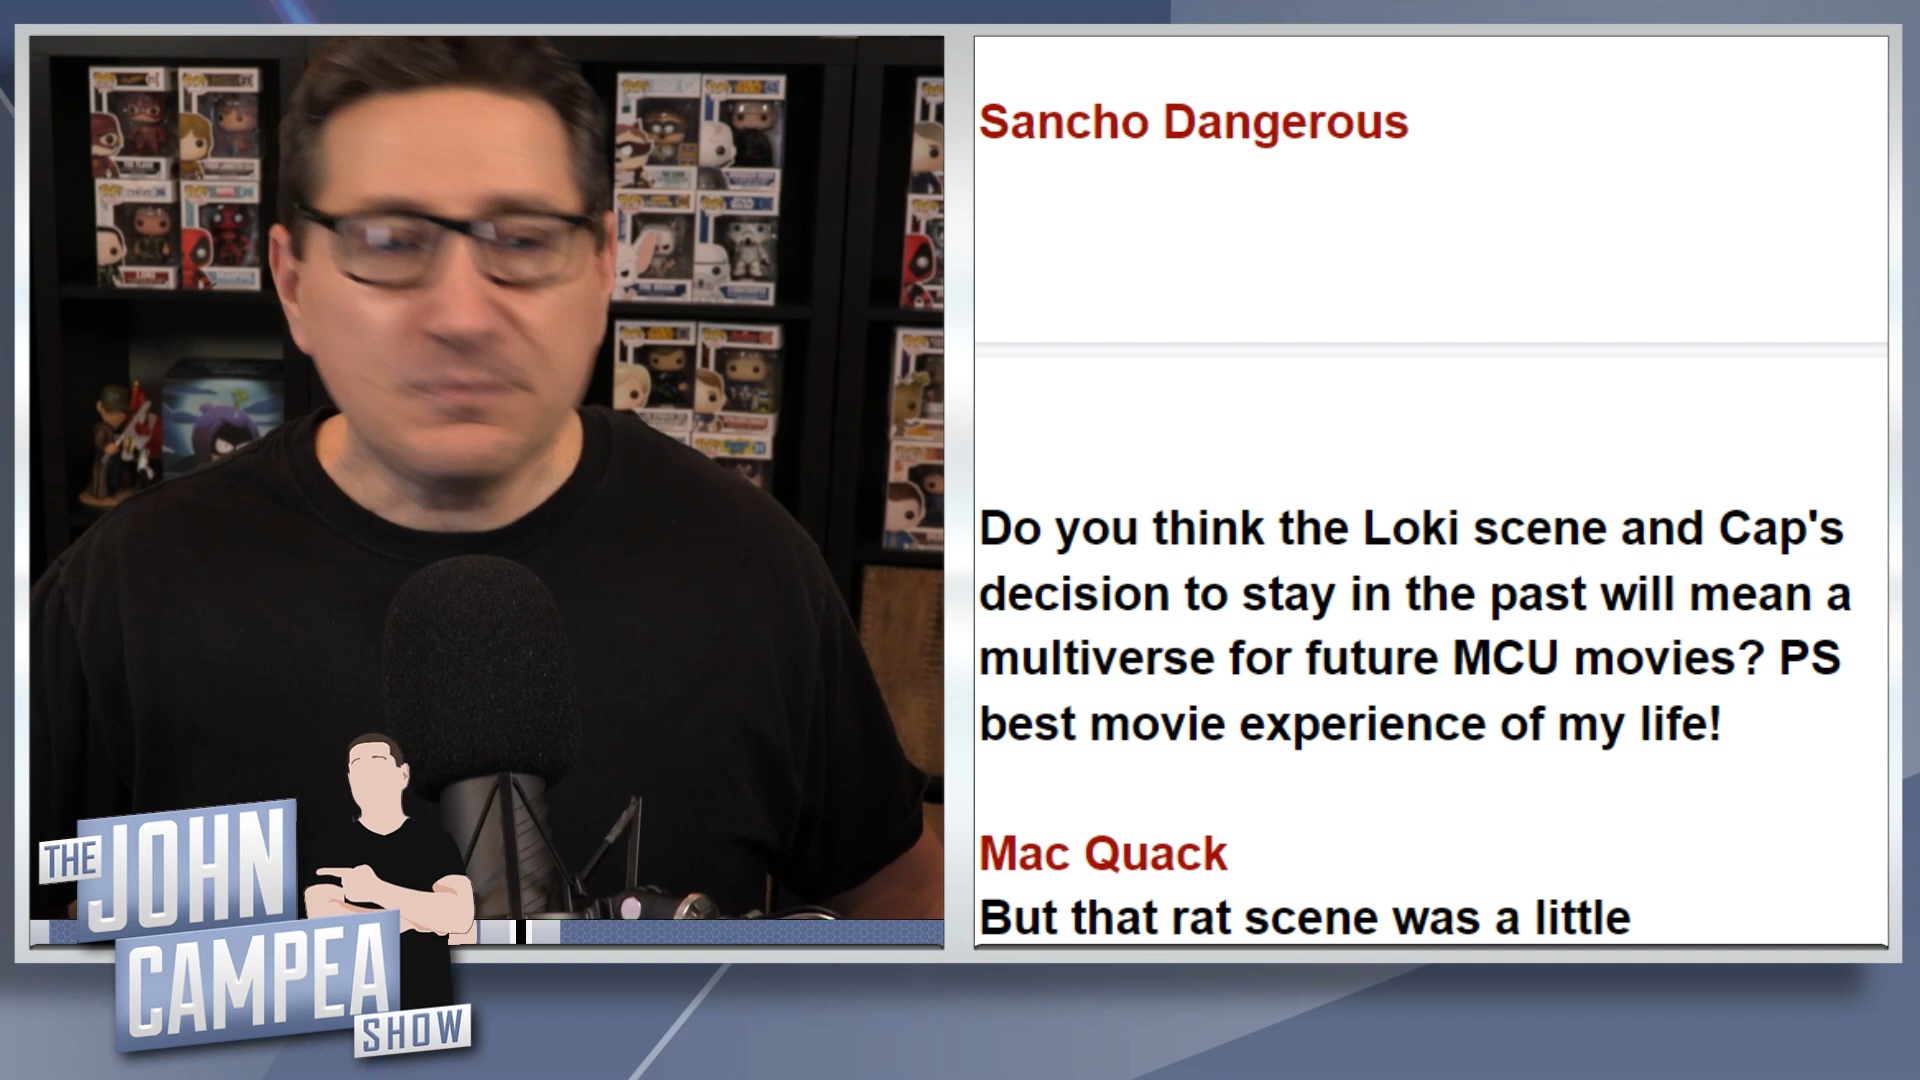 Sancho Dangerous
Do you think the Loki scene and Cap's
decision to stay in the past will mean a
multiverse for future MCU movies? PS
best movie experience of my life!
Mac Quack
But that rat scene was a little
THE
JOHN
CAMPEA
SHOW
LOKI